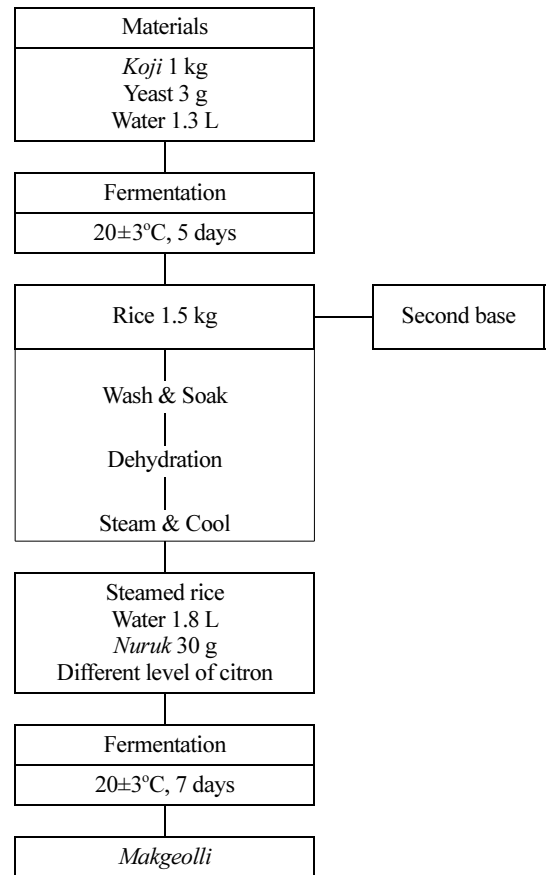 Materials
Koji 1 kg
Yeast 3 g
Water 1.3 L
Fermentation
20±3ºC, 5 days
Rice 1.5 kg
Second base
Wash & Soak
Dehydration
Steam & Cool
Steamed rice
Water 1.8 L
Nuruk 30 g
Different level of citron
Fermentation
20±3ºC, 7 days
Makgeolli